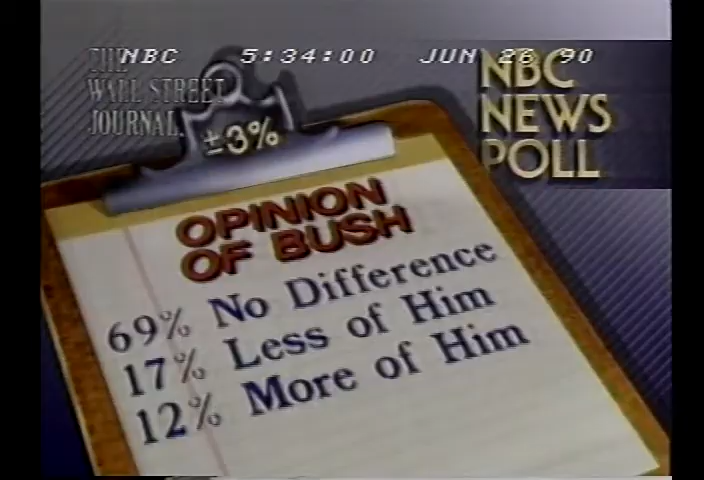 NBC 5:34:00 JUN 26 90
THE
WALL STREET
JOURNAL.
NBC
NEWS
POLL
±3%
OPINION
OF BUSH
69% No Difference
17% Less of Him
12% More of Him